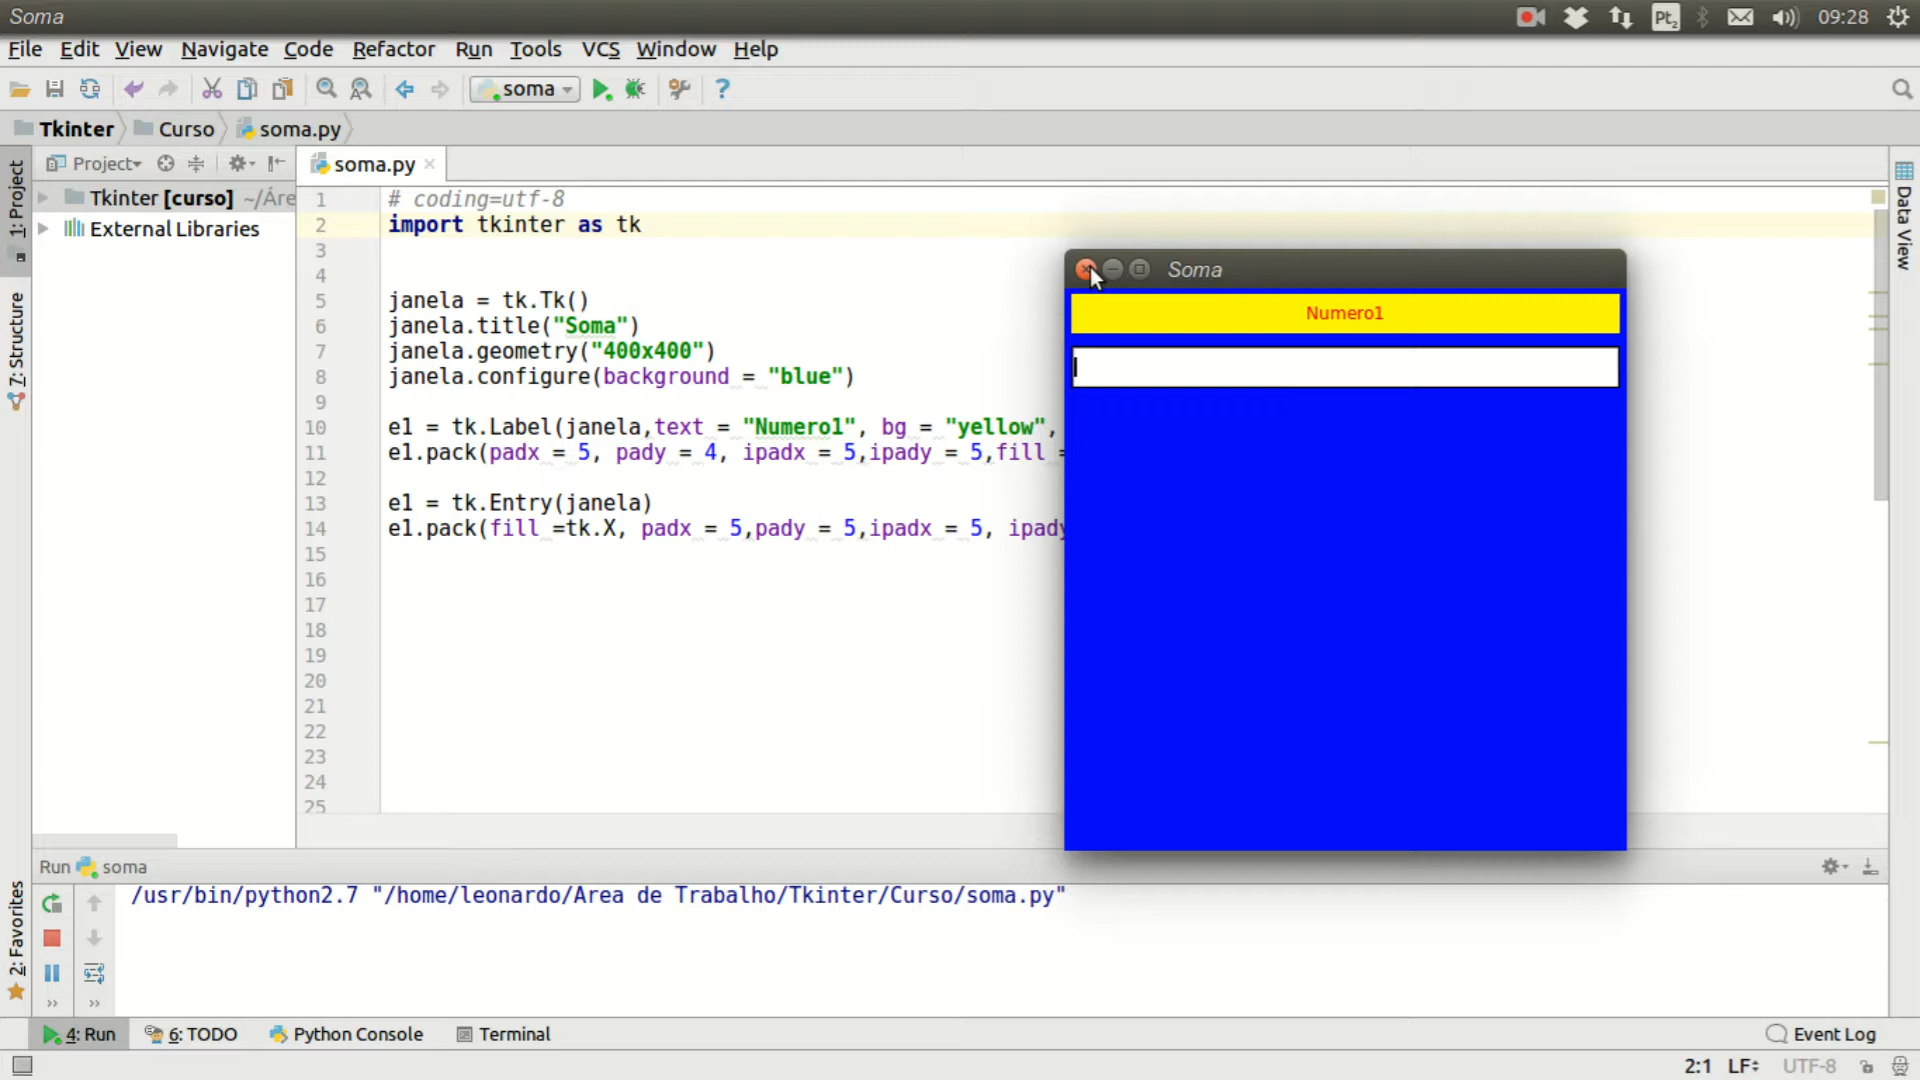 Soma
Pt2 09:28
File Edit View Navigate Code Refactor Run Tools VCS Window Help
soma
Tkinter Curso soma.py
Project soma.py
Tkinter [curso] ~/Áre
External Libraries
1: Project
7: Structure
2: Favorites
Data View
1 # coding=utf-8
2 import tkinter as tk
3
4
5 janela = tk.Tk()
6 janela.title("Soma")
7 janela.geometry("400x400")
8 janela.configure(background = "blue")
9
10 e1 = tk.Label(janela,text = "Numero1", bg = "yellow",
11 e1.pack(padx = 5, pady = 4, ipadx = 5,ipady = 5,fill =
12
13 e1 = tk.Entry(janela)
14 e1.pack(fill =tk.X, padx = 5,pady = 5,ipadx = 5, ipady
15
16
17
18
19
20
21
22
23
24
25
Soma
Numero1
Run soma
/usr/bin/python2.7 "/home/leonardo/Área de Trabalho/Tkinter/Curso/soma.py"
4: Run 6: TODO Python Console Terminal Event Log
2:1 LF UTF-8